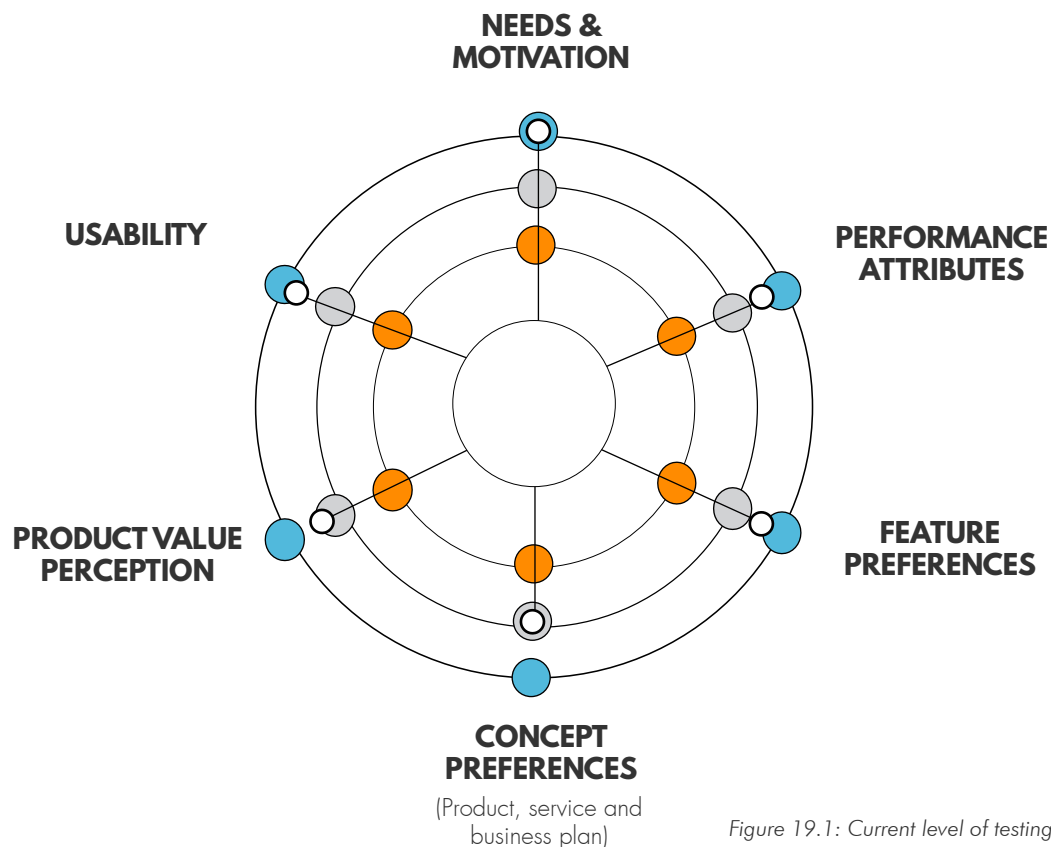 NEEDS &
MOTIVATION
USABILITY
PERFORMANCE
ATTRIBUTES
PRODUCT VALUE
PERCEPTION
FEATURE
PREFERENCES
CONCEPT
PREFERENCES
(Product, service and
business plan)
Figure 19.1: Current level of testing